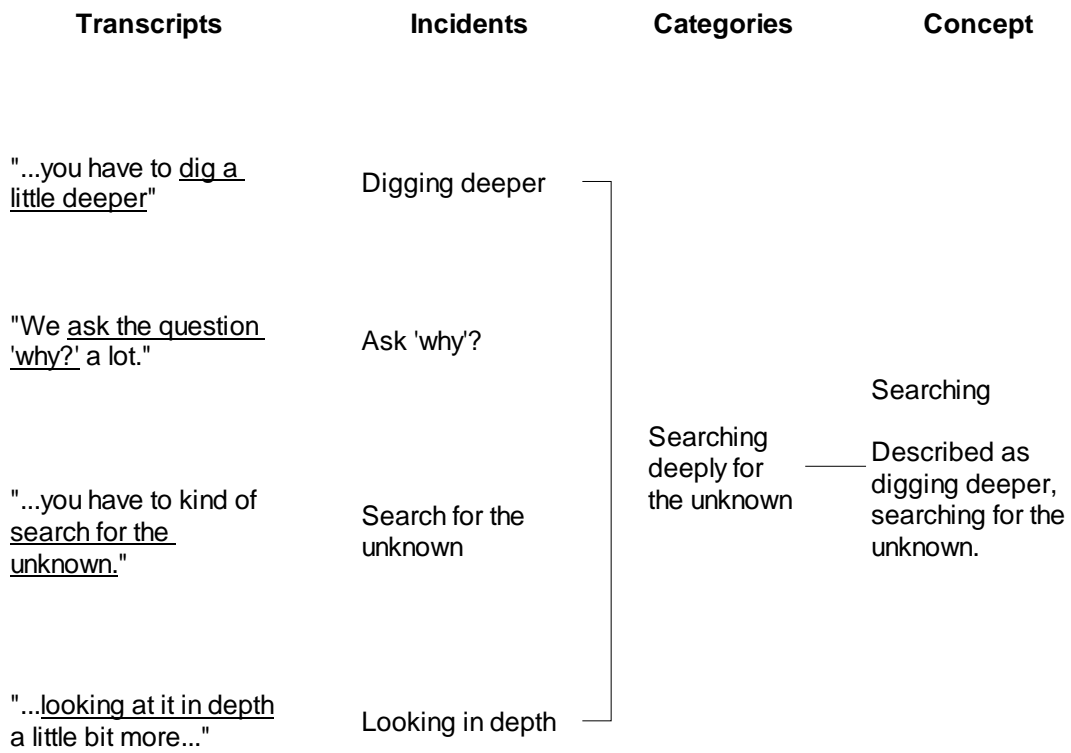 Transcripts Incidents Categories Concept
"...you have to dig a
little deeper"
Digging deeper
"We ask the question
'why?' a lot."
Ask 'why'?
"...you have to kind of
search for the
unknown."
Search for the
unknown
"...looking at it in depth
a little bit more..."
Looking in depth
Searching
deeply for
the unknown
Searching
Described as
digging deeper,
searching for the
unknown.